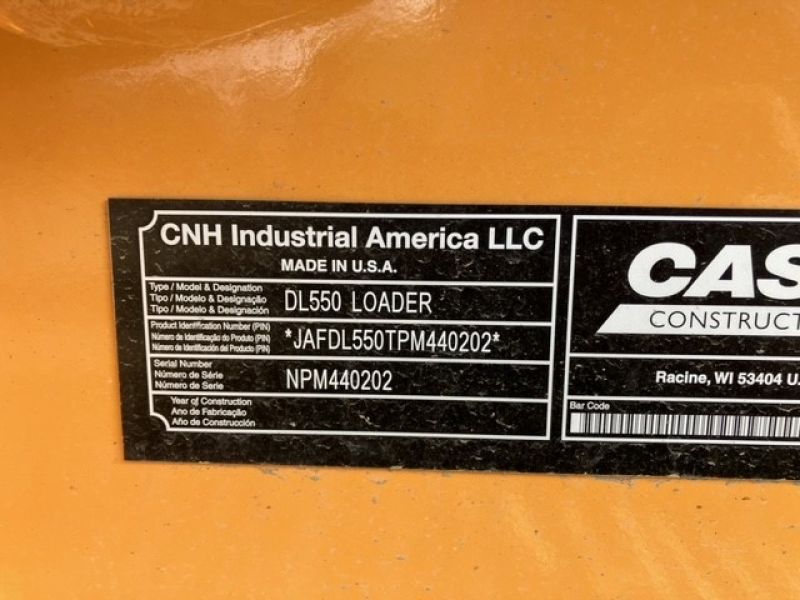 CNH Industrial America LLC
MADE IN U.S.A.
Type / Model & Designation
Tipo / Modelo & Designação
Tipo / Modelo & Designación
DL550 LOADER
Product Identification Number (PIN)
Número de Identificação do Produto (PIN)
Número de Identificación del Producto (PIN)
*JAFDL550TPM440202*
Serial Number
Número de Série
Número de Serie
NPM440202
Year of Construction
Ano de Fabricação
Año de Construcción
CAS
CONSTRUCT
Racine, WI 53404 U.
Bar Code